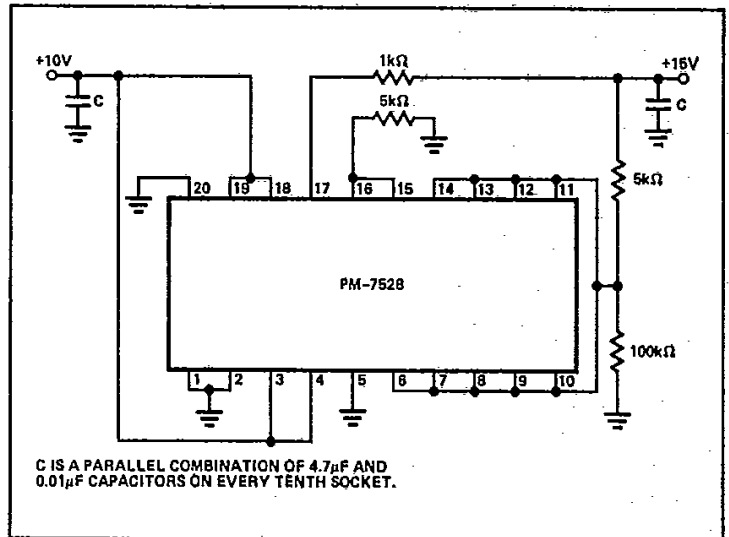 +10V
C
1kΩ
5kΩ
+15V
C
5kΩ
20 19 18 17 16 15 14 13 12 11
PM-7528
100kΩ
1 2 3 4 5 6 7 8 9 10
C IS A PARALLEL COMBINATION OF 4.7µF AND
0.01µF CAPACITORS ON EVERY TENTH SOCKET.